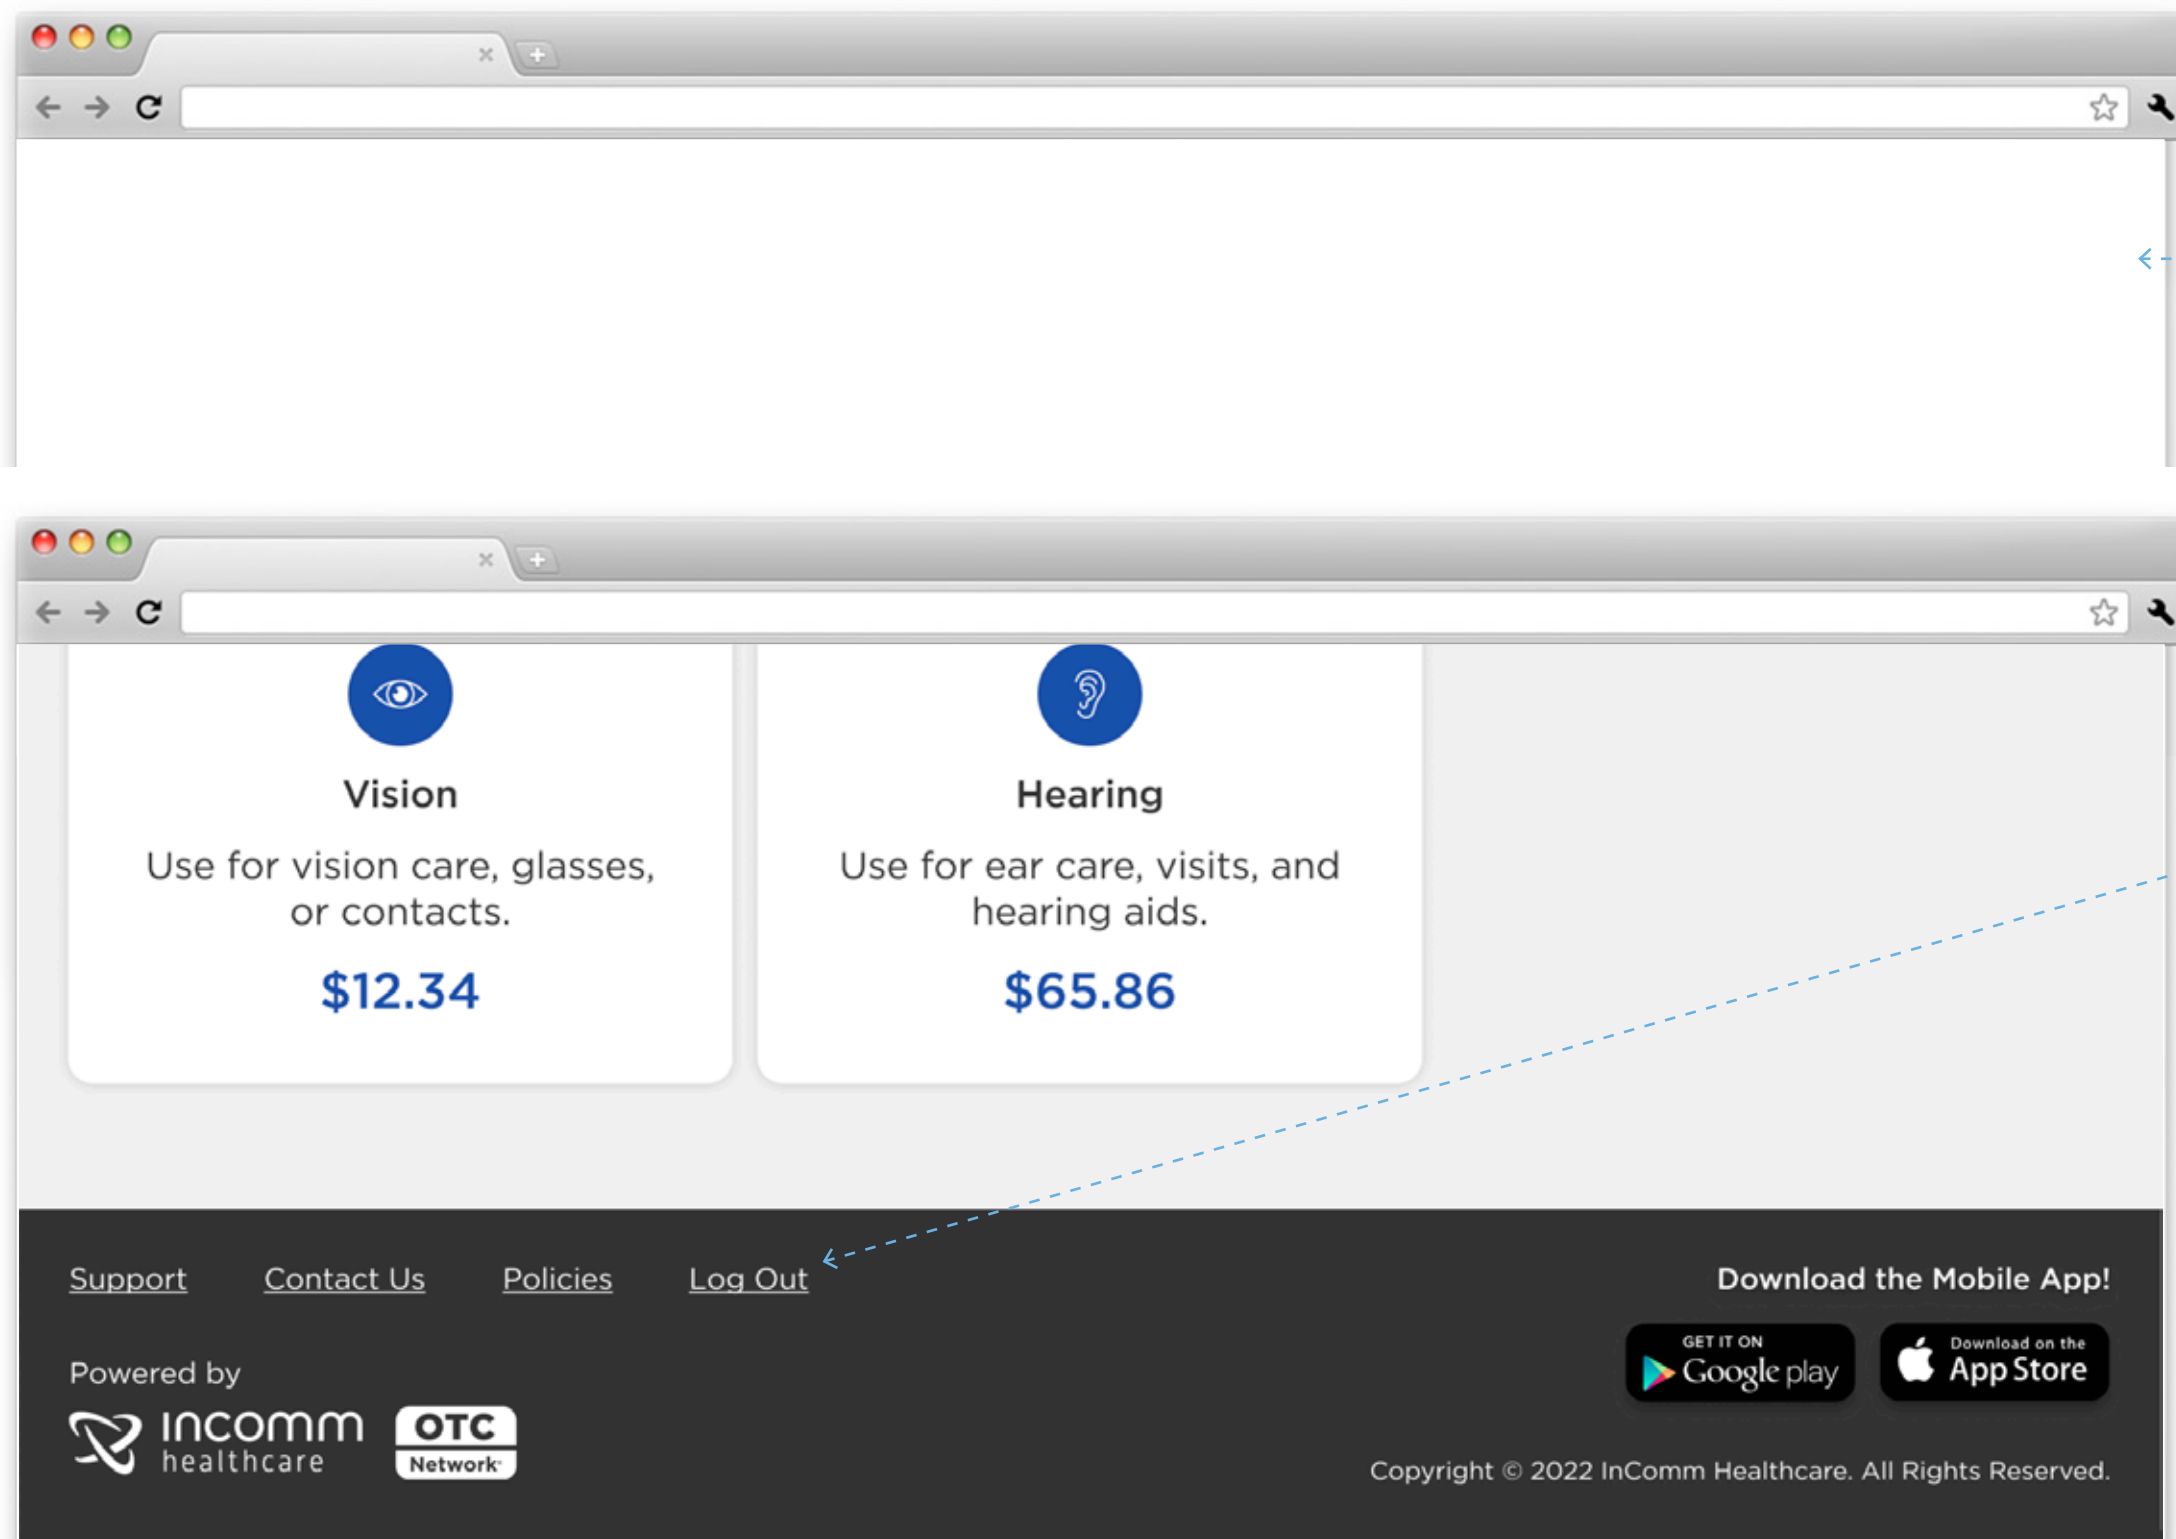 Vision
Use for vision care, glasses,
or contacts.
$12.34
Hearing
Use for ear care, visits, and
hearing aids.
$65.86
Support Contact Us Policies Log Out
Powered by
incomm
healthcare
OTC
Network
Download the Mobile App!
GET IT ON
Google play
Download on the
App Store
Copyright © 2022 InComm Healthcare. All Rights Reserved.